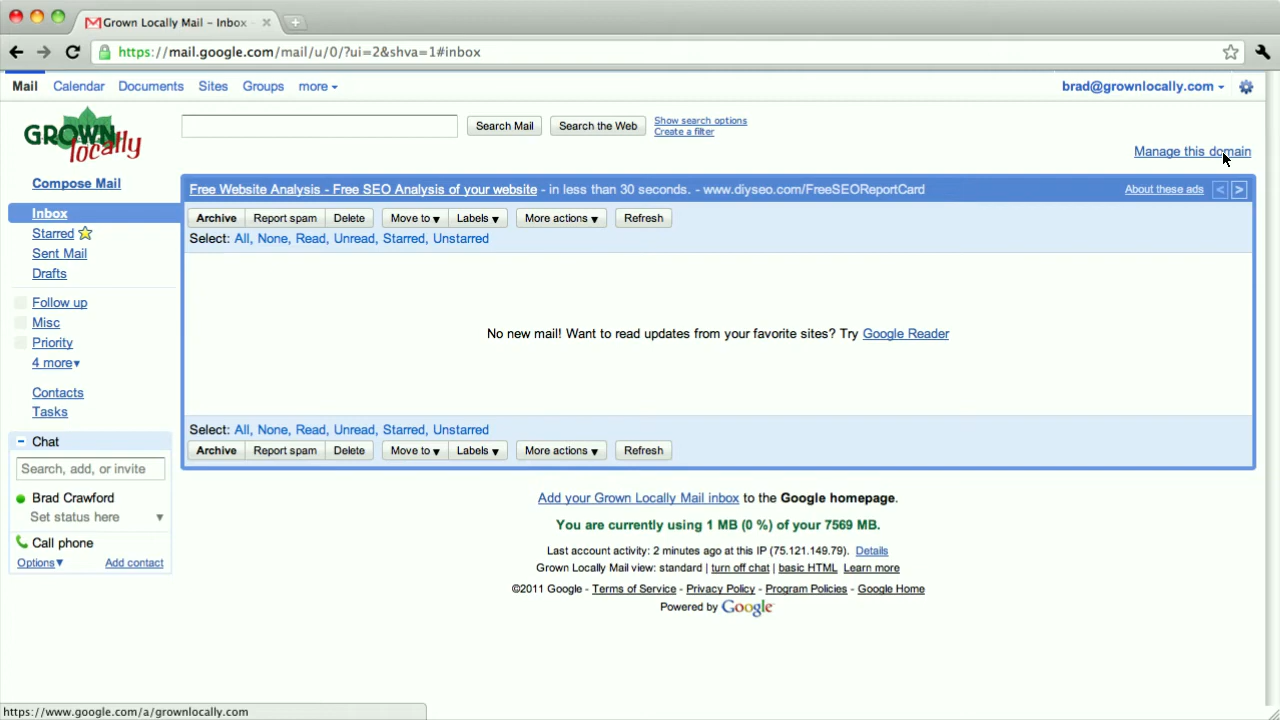 Grown Locally Mail - Inbox
https://mail.google.com/mail/u/0/?ui=2&shva=1#inbox
Mail Calendar Documents Sites Groups more
brad@grownlocally.com
GROWN locally
Search Mail Search the Web
Show search options
Create a filter
Manage this domain
Compose Mail
Free Website Analysis - Free SEO Analysis of your website - in less than 30 seconds. - www.diyseo.com/FreeSEOReportCard About these ads < >
Archive Report spam Delete Move to Labels More actions Refresh
Select: All, None, Read, Unread, Starred, Unstarred
Inbox
Starred
Sent Mail
Drafts
Follow up
Misc
Priority
4 more
Contacts
Tasks
No new mail! Want to read updates from your favorite sites? Try Google Reader
Select: All, None, Read, Unread, Starred, Unstarred
Archive Report spam Delete Move to Labels More actions Refresh
Chat
Search, add, or invite
Brad Crawford
Set status here
Call phone
Options Add contact
Add your Grown Locally Mail inbox to the Google homepage.
You are currently using 1 MB (0 %) of your 7569 MB.
Last account activity: 2 minutes ago at this IP (75.121.149.79). Details
Grown Locally Mail view: standard | turn off chat | basic HTML Learn more
©2011 Google - Terms of Service - Privacy Policy - Program Policies - Google Home
Powered by Google
https://www.google.com/a/grownlocally.com